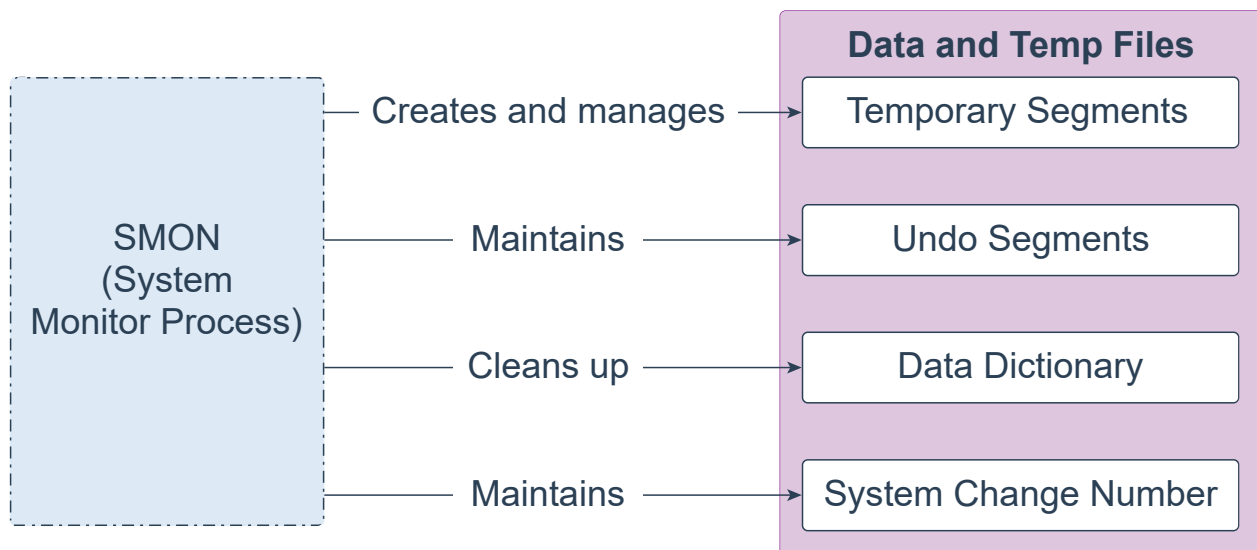 Data and Temp Files
Creates and manages
Temporary Segments
SMON
(System
Monitor Process)
Maintains
Undo Segments
Cleans up
Data Dictionary
Maintains
System Change Number